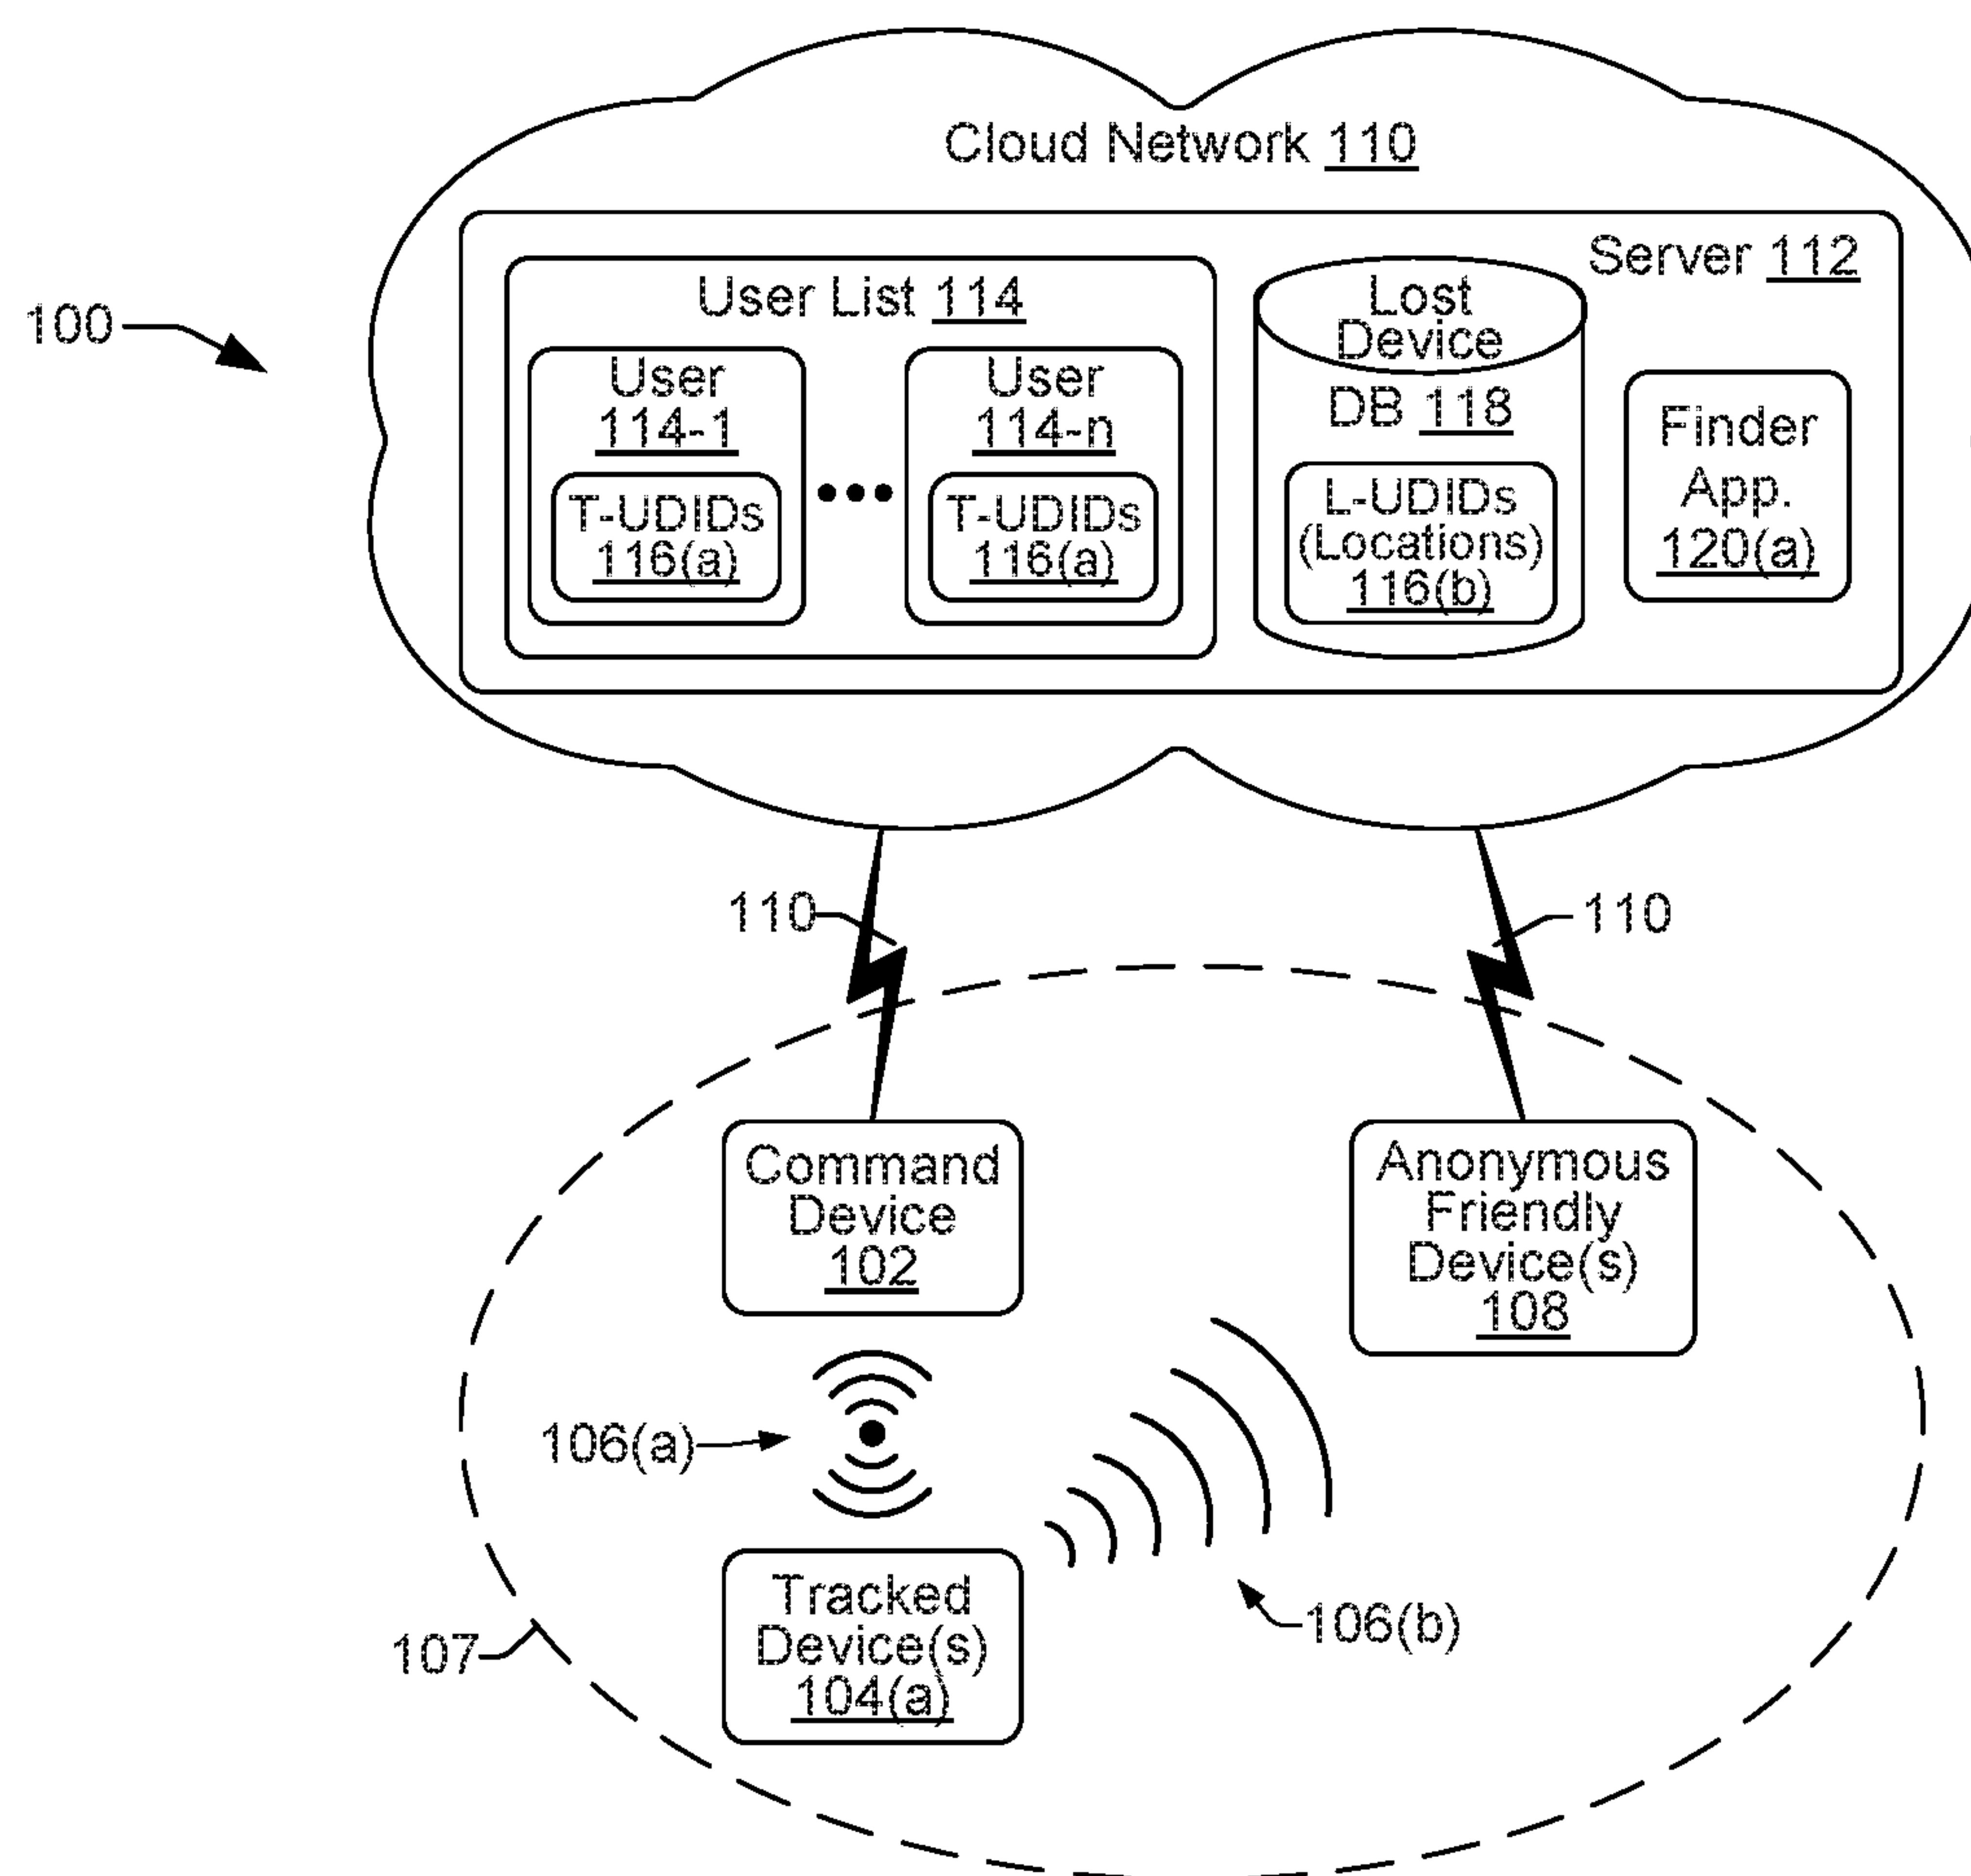 Cloud Network 110
Server 112
100
User List 114
User
114-1
T-UDIDs
116(a)
•••
User
114-n
T-UDIDs
116(a)
Lost
Device
DB 118
L-UDIDs
(Locations)
116(b)
Finder
App.
120(a)
110
110
Command
Device
102
Anonymous
Friendly
Device(s)
108
106(a)
106(b)
107
Tracked
Device(s)
104(a)